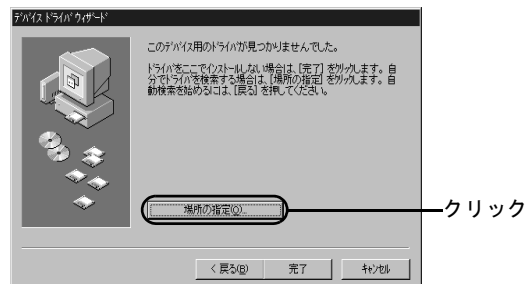 デバイス ドライバ ウィザード
このデバイス用のドライバが見つかりませんでした。
ドライバをここでインストールしない場合は、[完了] をクリックします。自
分でドライバを検索する場合は、[場所の指定] をクリックします。自
動検索を始めるには、[戻る] を押してください。
場所の指定(O)...
クリック
< 戻る(B)
完了
キャンセル